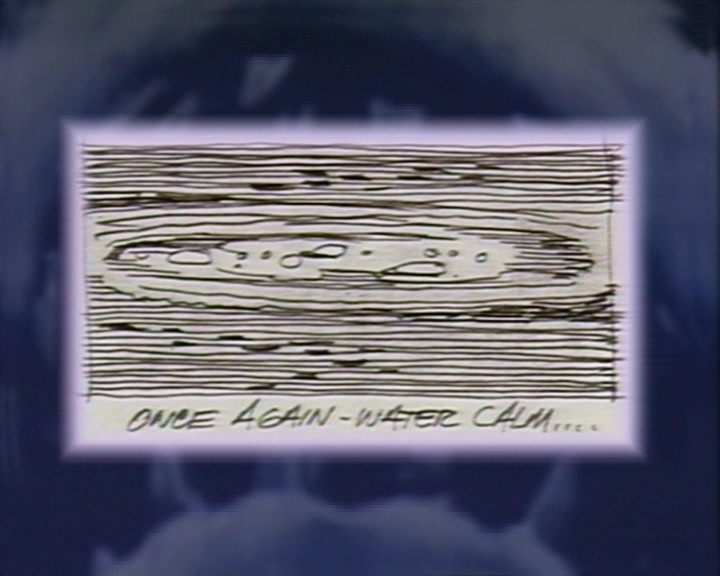 ONCE AGAIN-WATER CALM.....